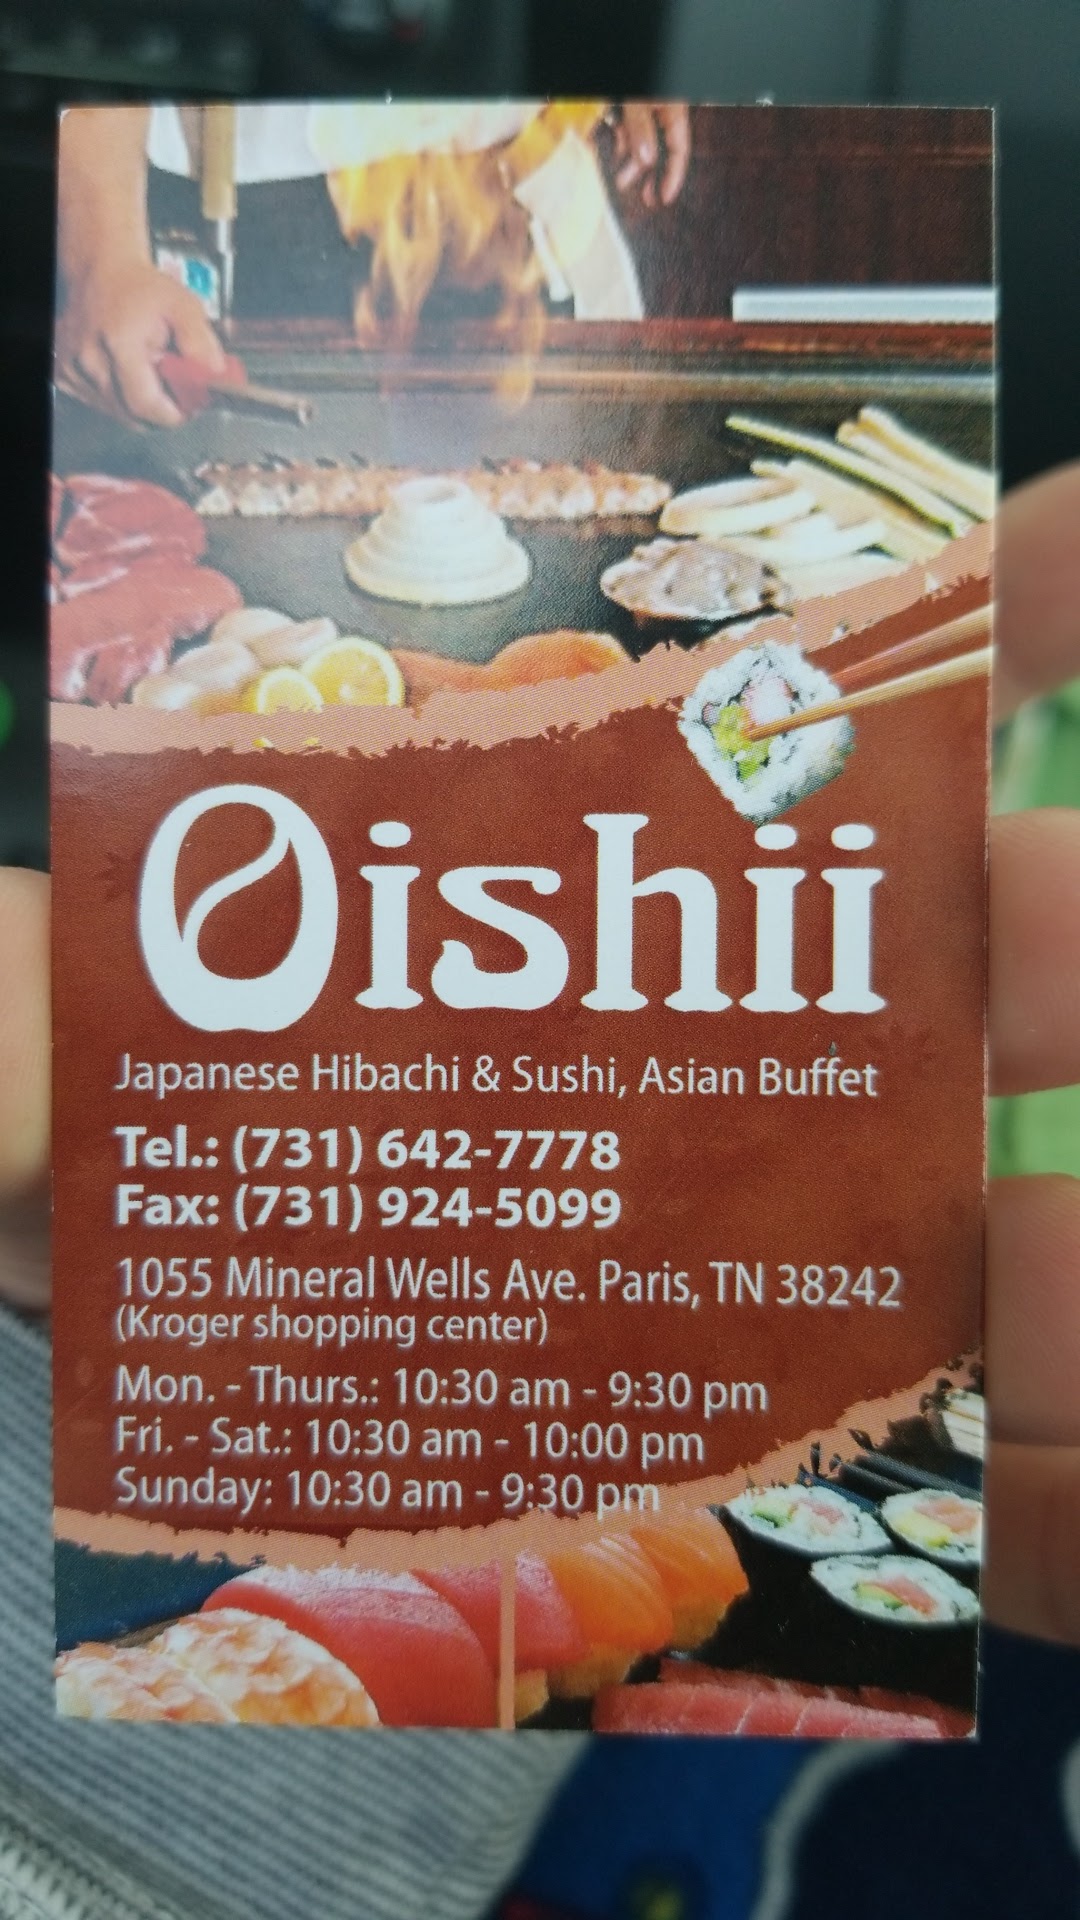 Oishii
Japanese Hibachi & Sushi, Asian Buffet
Tel.: (731) 642-7778
Fax: (731) 924-5099
1055 Mineral Wells Ave. Paris, TN 38242
(Kroger shopping center)
Mon. - Thurs.: 10:30 am - 9:30 pm
Fri. - Sat.: 10:30 am - 10:00 pm
Sunday: 10:30 am - 9:30 pm